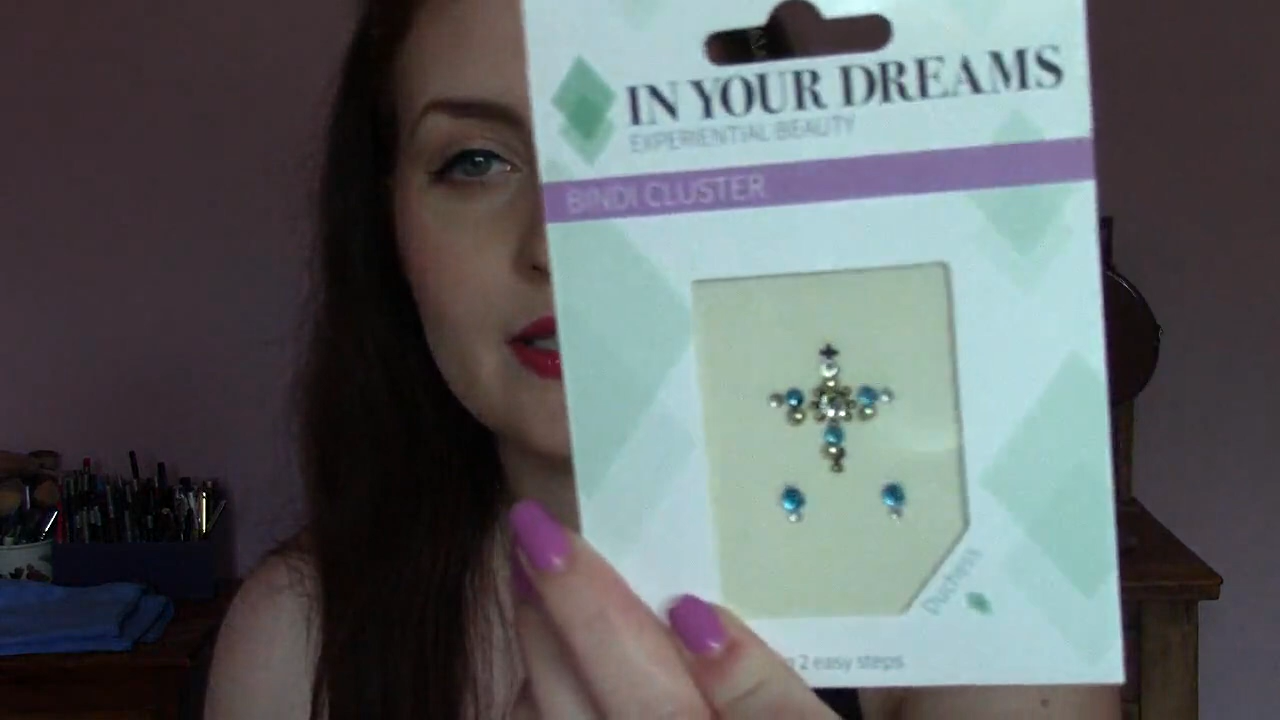 IN YOUR DREAMS
EXPERIENTIAL BEAUTY
BINDI CLUSTER
Duchess
2 easy steps